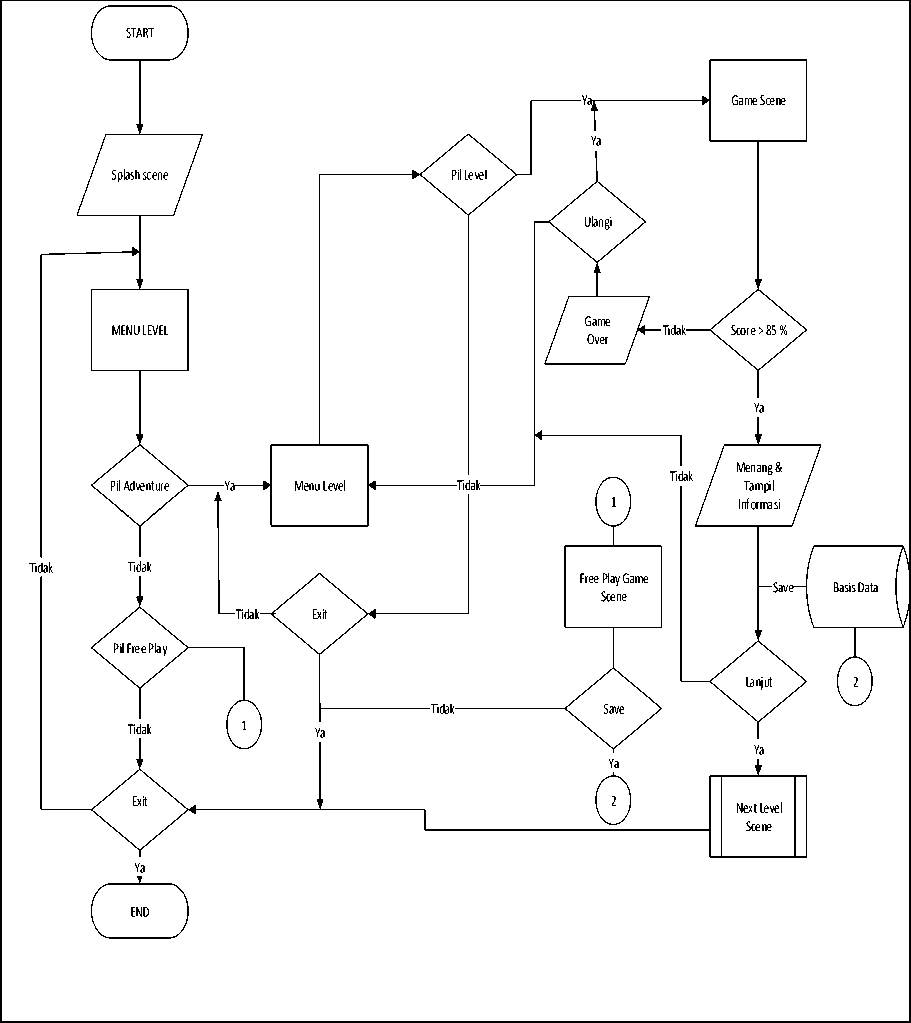 START
Splash scene
MENU LEVEL
Pil Adventure
Ya
Menu Level
Tidak
Pil Free Play
1
Tidak
Exit
Ya
END
Tidak
Pil Level
Ya
Game Scene
Ya
Ulangi
Game
Over
Tidak
Score > 85 %
Ya
Menang &
Tampil
Informasi
Tidak
Tidak
1
Free Play Game
Scene
Save
Basis Data
2
Exit
Tidak
Ya
Tidak
Save
Ya
2
Lanjut
Ya
Next Level
Scene